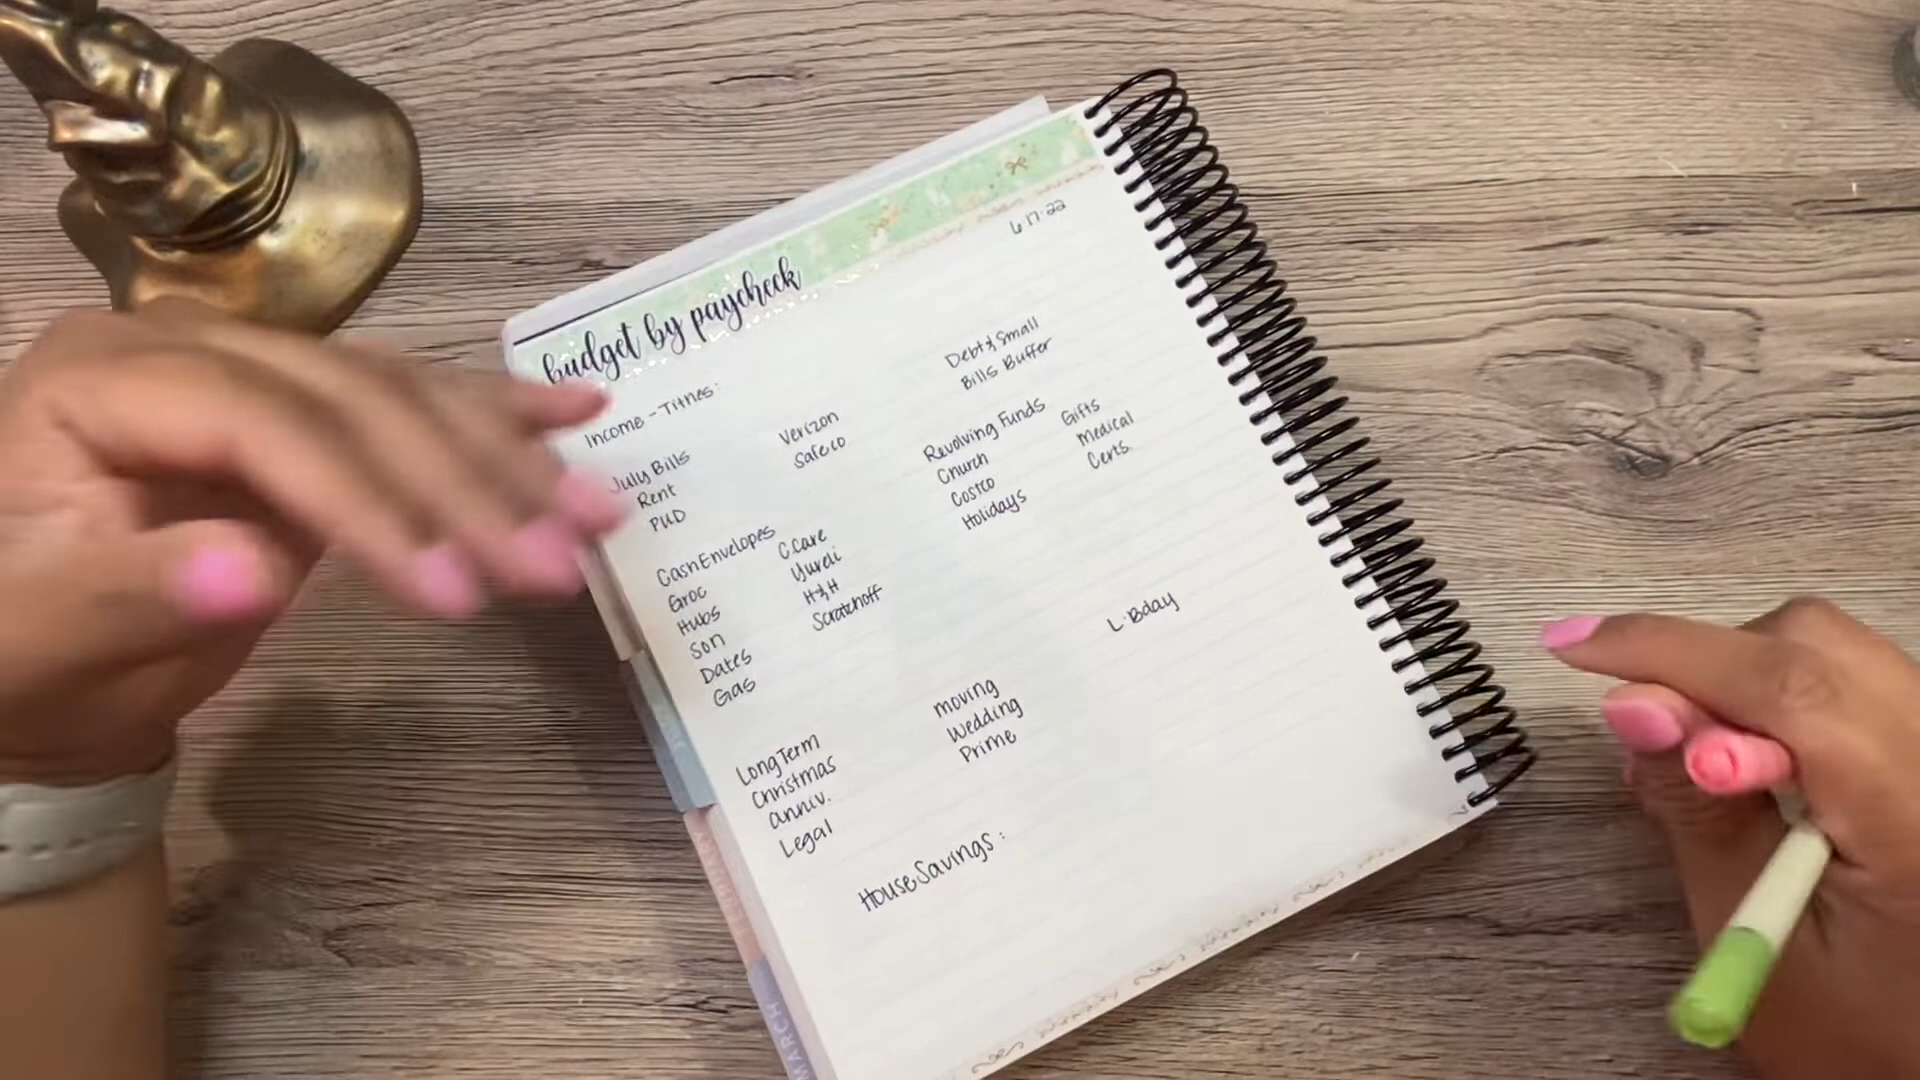 budget by paycheck
6.17.22
Income - Tithes:
Debt & Small
Bills Buffer
July Bills
Rent
PUD
Verizon
Safeco
Revolving Funds
Church
Costco
Holidays
Gifts
Medical
Certs.
Cash Envelopes
Groc
Hubs
Son
Dates
Gas
C.Care
Yureli
H&H
Scratchoff
L. Bday
Long Term
Christmas
Anniv.
Legal
moving
Wedding
Prime
House Savings:
MARCH